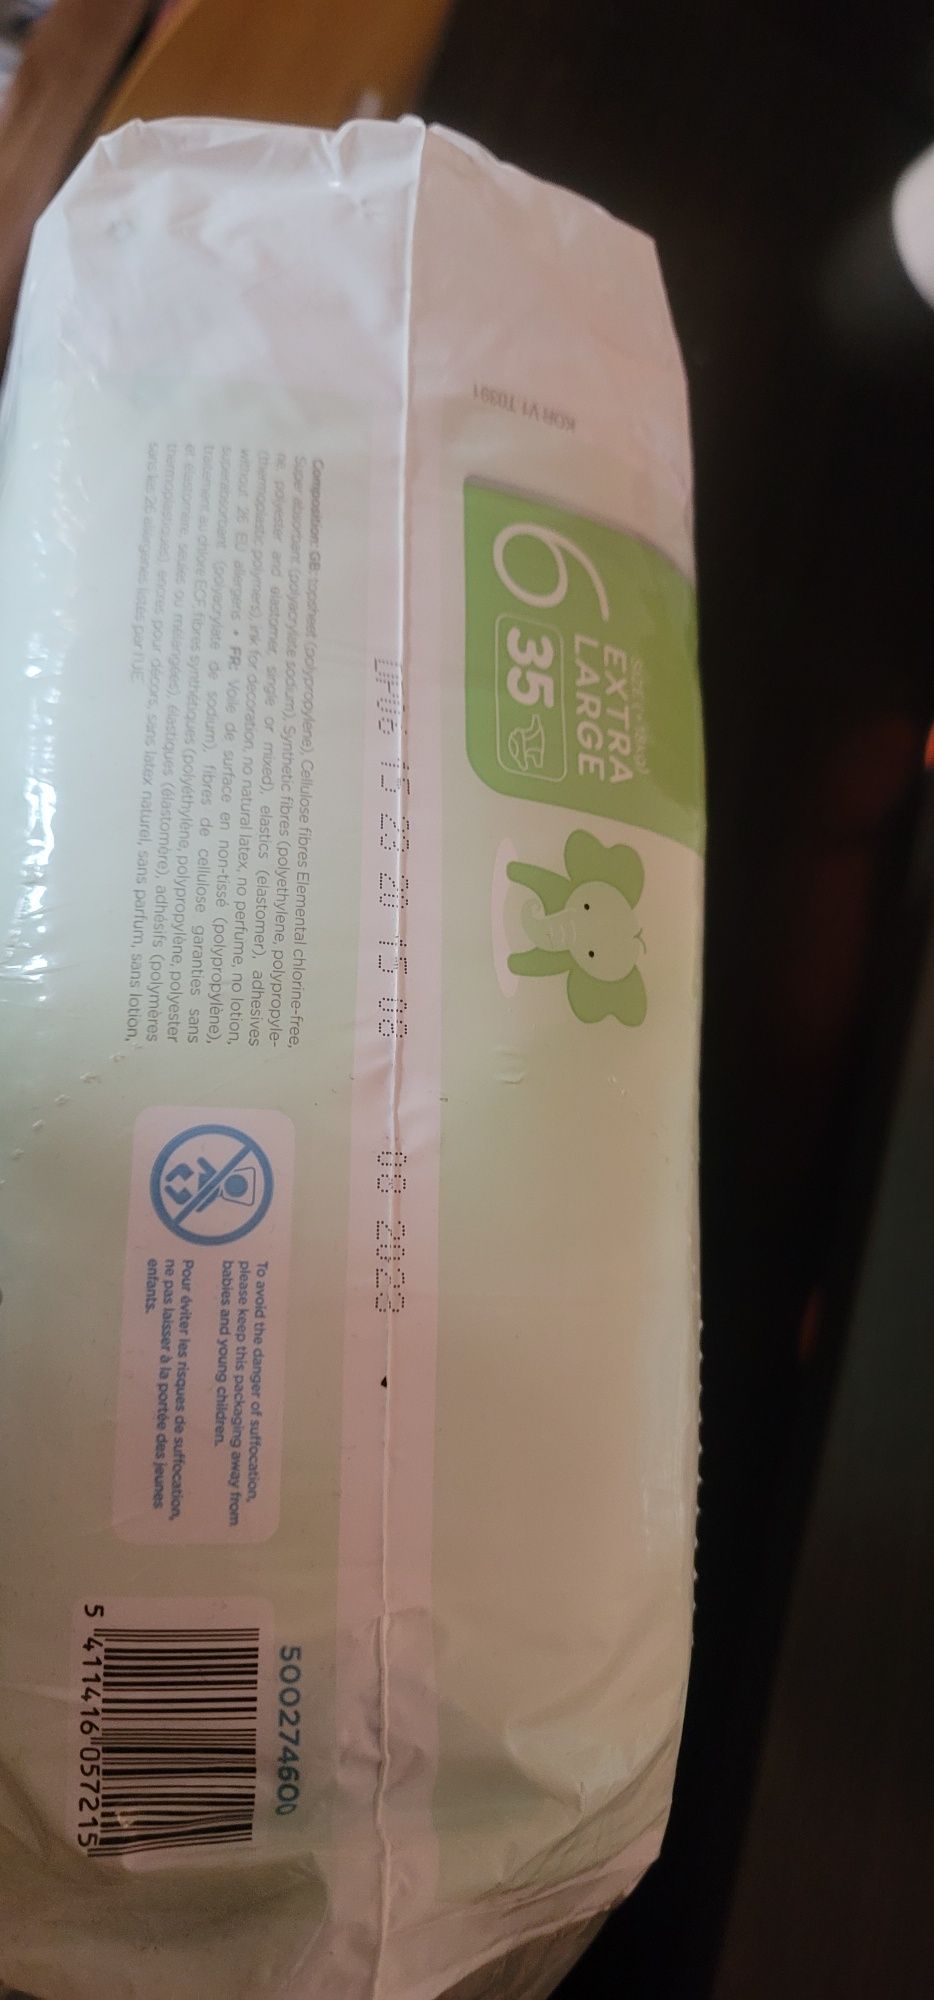 KOR V1 T0391
6
SIZE (+16KG)
EXTRA
LARGE
35
15 23 20 15 08 08 2023
Composition: GB: topsheet (polypropylene), Cellulose fibres Elemental chlorine-free,
Super absorbant (polyacrylate sodium), Synthetic fibres (polyethylene, polypropyle-
ne, polyester and elastomer, single or mixed), elastics (elastomer), adhesives
(thermoplastic polymers), ink for decoration, no natural latex, no perfume, no lotion,
without 26 EU allergens • FR: Voile de surface en non-tissé (polypropylène),
superabsorbant (polyacrylate de sodium), fibres de cellulose garanties sans
traitement au chlore ECF, fibres synthétiques (polyéthylène, polypropylène, polyester
et élastomère, seules ou mélangées), élastiques (élastomère), adhésifs (polymères
thermoplastiques), encres pour décors, sans latex naturel, sans parfum, sans lotion,
sans les 26 allergènes listés par l'UE.
To avoid the danger of suffocation,
please keep this packaging away from
babies and young children.
Pour éviter les risques de suffocation,
ne pas laisser à la portée des jeunes
enfants.
500274600
5 411416 057215